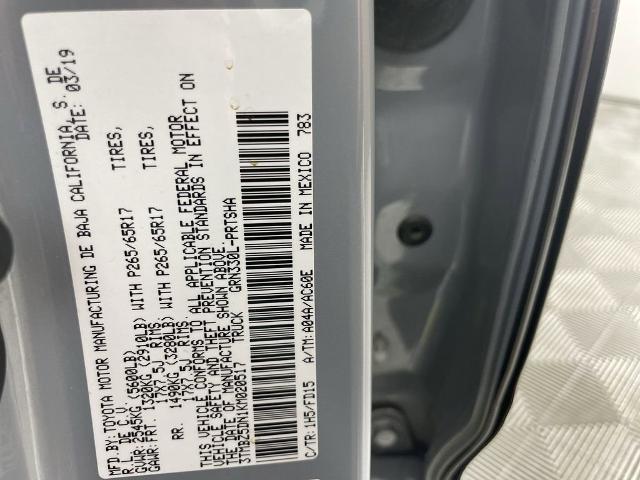 MFD.BY:TOYOTA MOTOR MANUFACTURING DE BAJA CALIFORNIA, S. DE
R.L. DE C.V. DATE: 03/19
GVWR:2545KG (5600LB)
GAWR:FRT. 1320KG (2910LB) WITH P265/65R17 TIRES,
17X7.5J RIMS
RR. 1490KG (3280LB) WITH P265/65R17 TIRES,
17X7.5J RIMS
THIS VEHICLE CONFORMS TO ALL APPLICABLE FEDERAL MOTOR
VEHICLE SAFETY AND THEFT PREVENTION STANDARDS IN EFFECT ON
THE DATE OF MANUFACTURE SHOWN ABOVE.
3TMBZ5DN1KM020517 TRUCK GRN330L-PRTSHA
C/TR:1H5/FD15 A/TM:A04A/AC60E MADE IN MEXICO 783